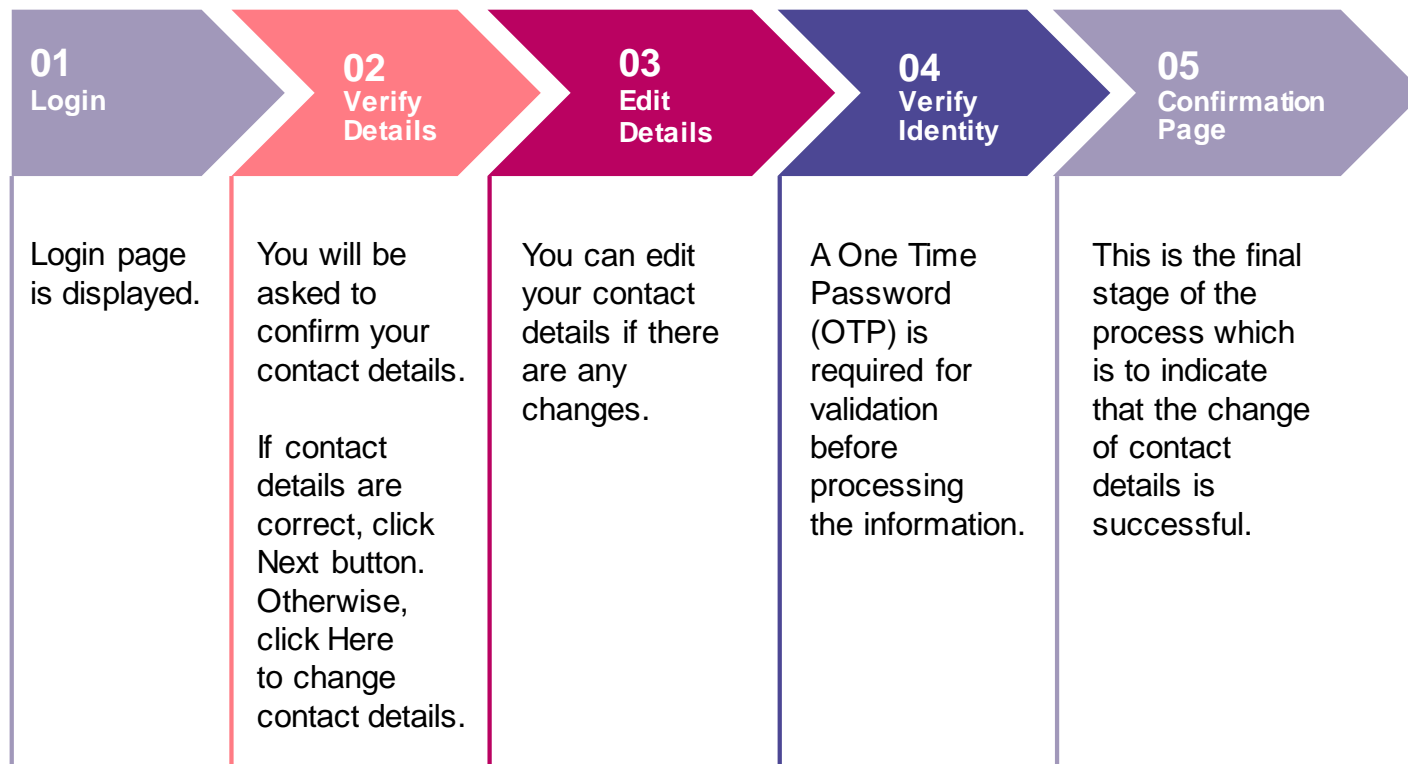 01
Login
02
Verify
Details
03
Edit
Details
04
Verify
Identity
05
Confirmation
Page
Login page
is displayed.
You will be
asked to
confirm your
contact details.
If contact
details are
correct, click
Next button.
Otherwise,
click Here
to change
contact details.
You can edit
your contact
details if there
are any
changes.
A One Time
Password
(OTP) is
required for
validation
before
processing
the information.
This is the final
stage of the
process which
is to indicate
that the change
of contact
details is
successful.